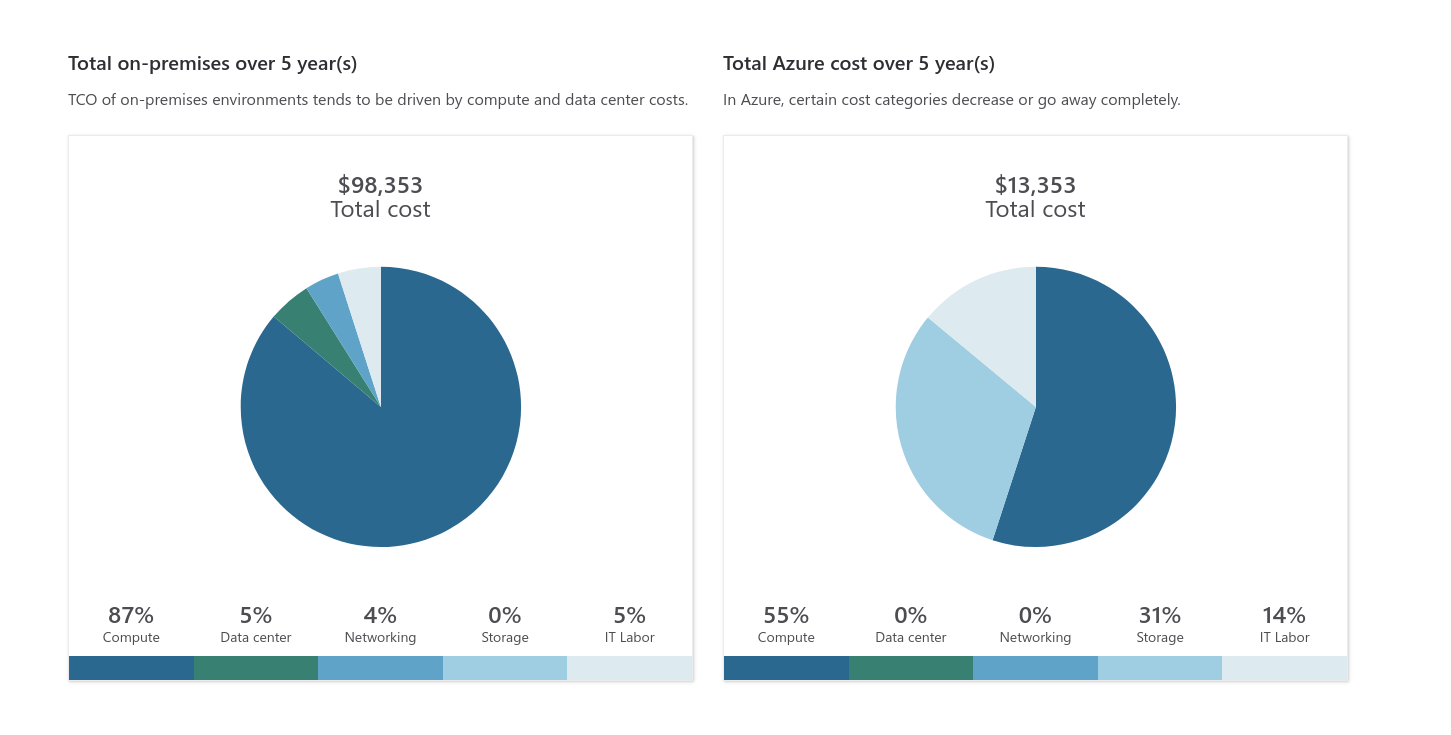 Total on-premises over 5 year(s)
TCO of on-premises environments tends to be driven by compute and data center costs.
$98,353
Total cost
87%
Compute
5%
Data center
4%
Networking
0%
Storage
5%
IT Labor
Total Azure cost over 5 year(s)
In Azure, certain cost categories decrease or go away completely.
$13,353
Total cost
55%
Compute
0%
Data center
0%
Networking
31%
Storage
14%
IT Labor